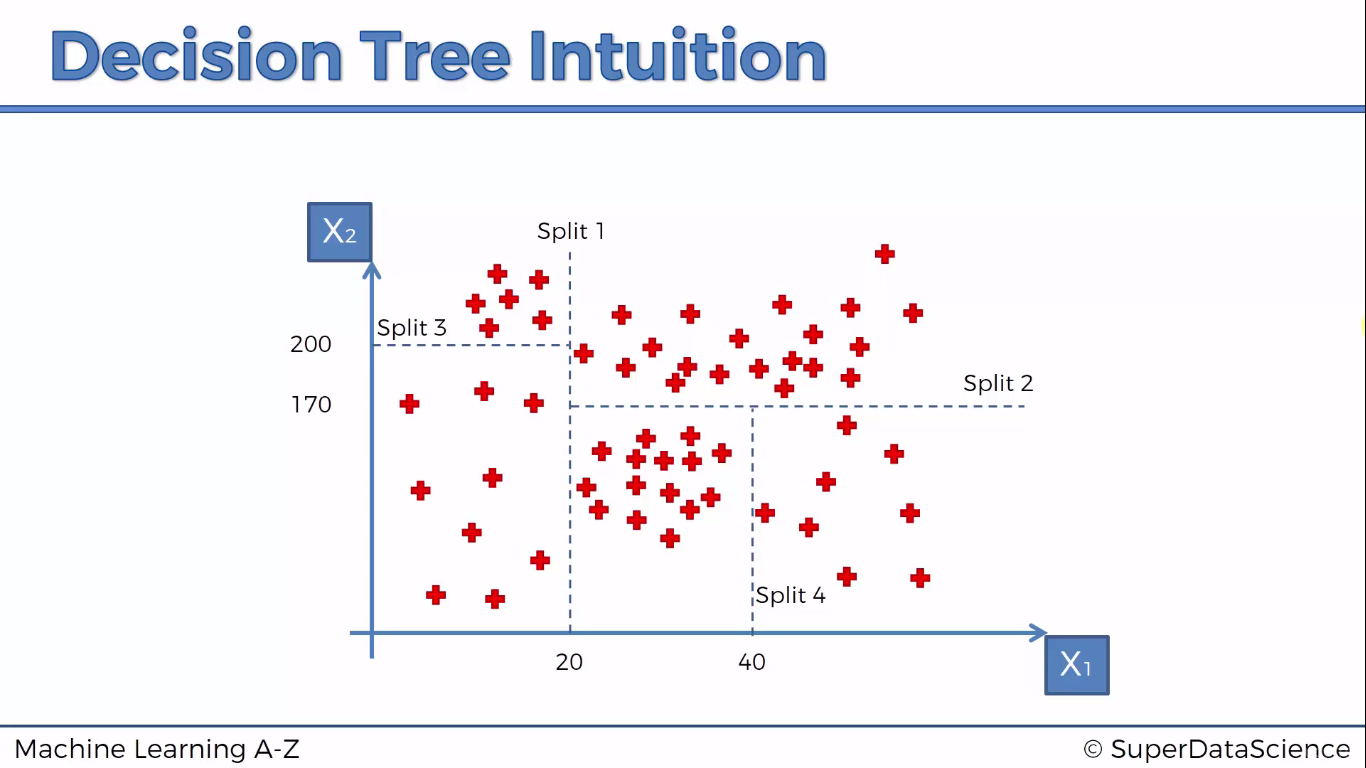 Decision Tree Intuition
X₂
Split 1
Split 3
200
Split 2
170
Split 4
20
40
X₁
Machine Learning A-Z
© SuperDataScience